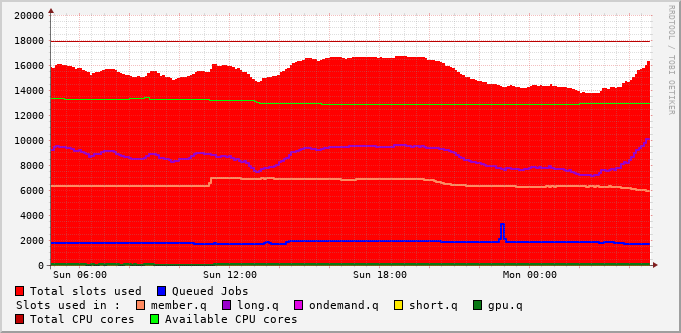 20000
18000
16000
14000
12000
10000
8000
6000
4000
2000
0
Sun 06:00 Sun 12:00 Sun 18:00 Mon 00:00
Total slots used Queued Jobs
Slots used in : member.q long.q ondemand.q short.q gpu.q
Total CPU cores Available CPU cores
RRDTOOL / TOBI OETIKER